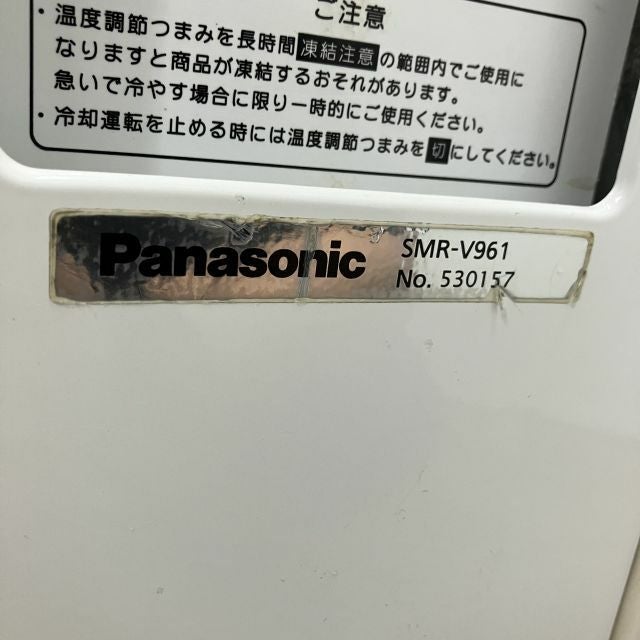 ご注意
・温度調節つまみを長時間凍結注意の範囲内でご使用に
なりますと商品が凍結するおそれがあります。
急いで冷やす場合に限り一時的にご使用ください。
・冷却運転を止める時には温度調節つまみを切にしてください。
Panasonic
SMR-V961
No. 530157